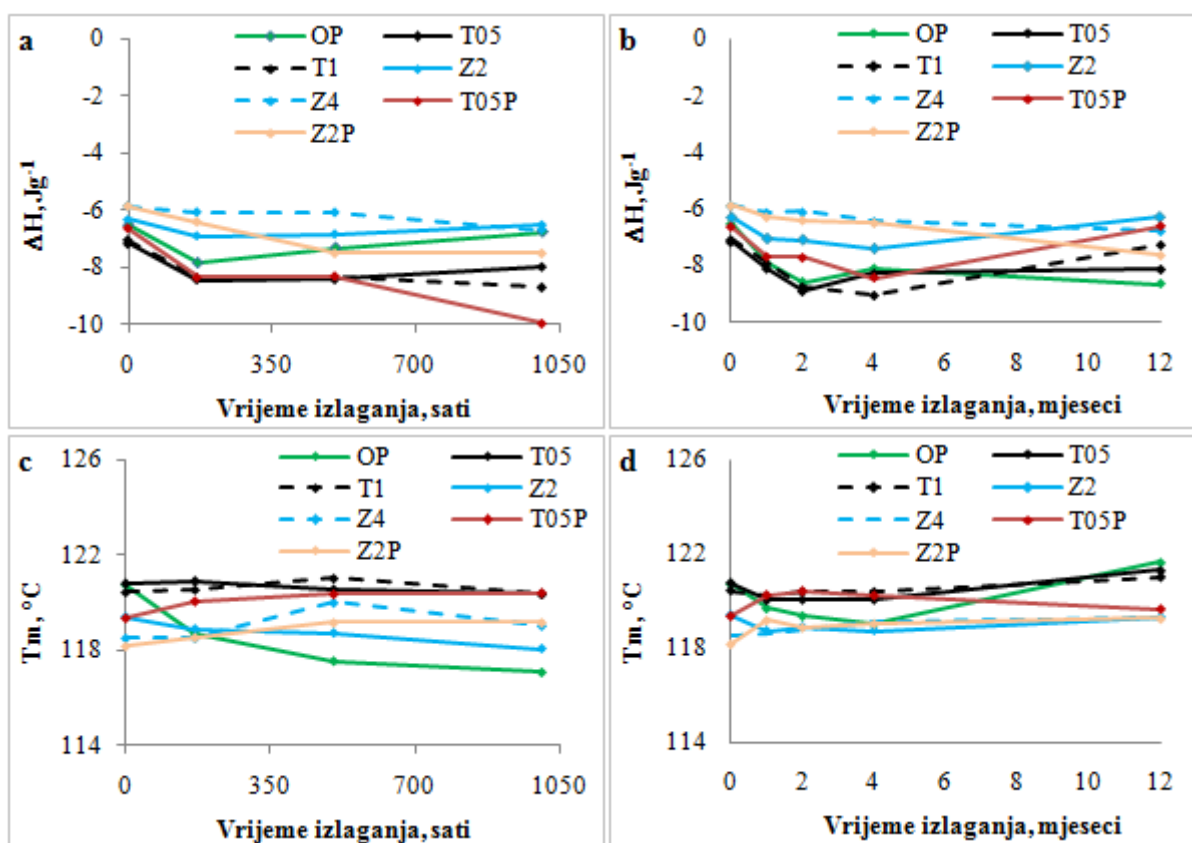 a
OP
T05
T1
Z2
Z4
T05P
Z2P
0
-2
-4
-6
-8
-10
ΔH, Jg⁻¹
0
350
700
1050
Vrijeme izlaganja, sati
b
OP
T05
T1
Z2
Z4
T05P
Z2P
0
-2
-4
-6
-8
-10
ΔH, Jg⁻¹
0
2
4
6
8
10
12
Vrijeme izlaganja, mjeseci
c
OP
T05
T1
Z2
Z4
T05P
Z2P
126
122
118
114
Tm, °C
0
350
700
1050
Vrijeme izlaganja, sati
d
OP
T05
T1
Z2
Z4
T05P
Z2P
126
122
118
114
Tm, °C
0
2
4
6
8
10
12
Vrijeme izlaganja, mjeseci